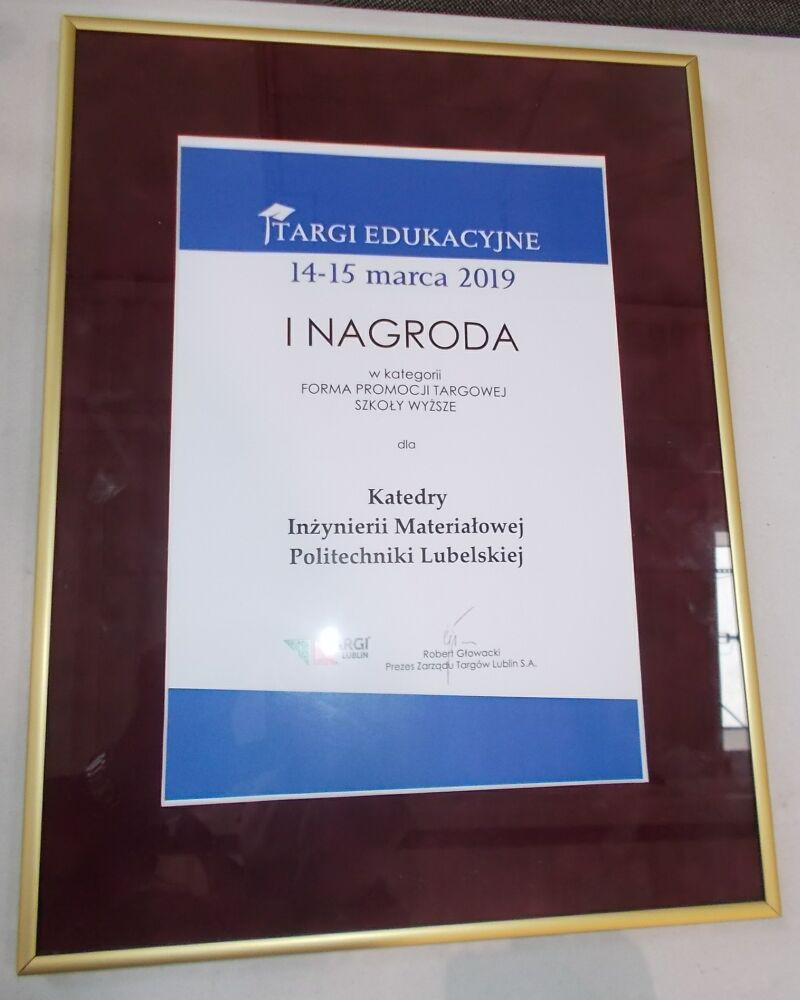 TARGI EDUKACYJNE
14-15 marca 2019
I NAGRODA
w kategorii
FORMA PROMOCJI TARGOWEJ
SZKOŁY WYŻSZE
dla
Katedry
Inżynierii Materiałowej
Politechniki Lubelskiej
TARGI
LUBLIN
Robert Głowacki
Prezes Zarządu Targów Lublin S.A.